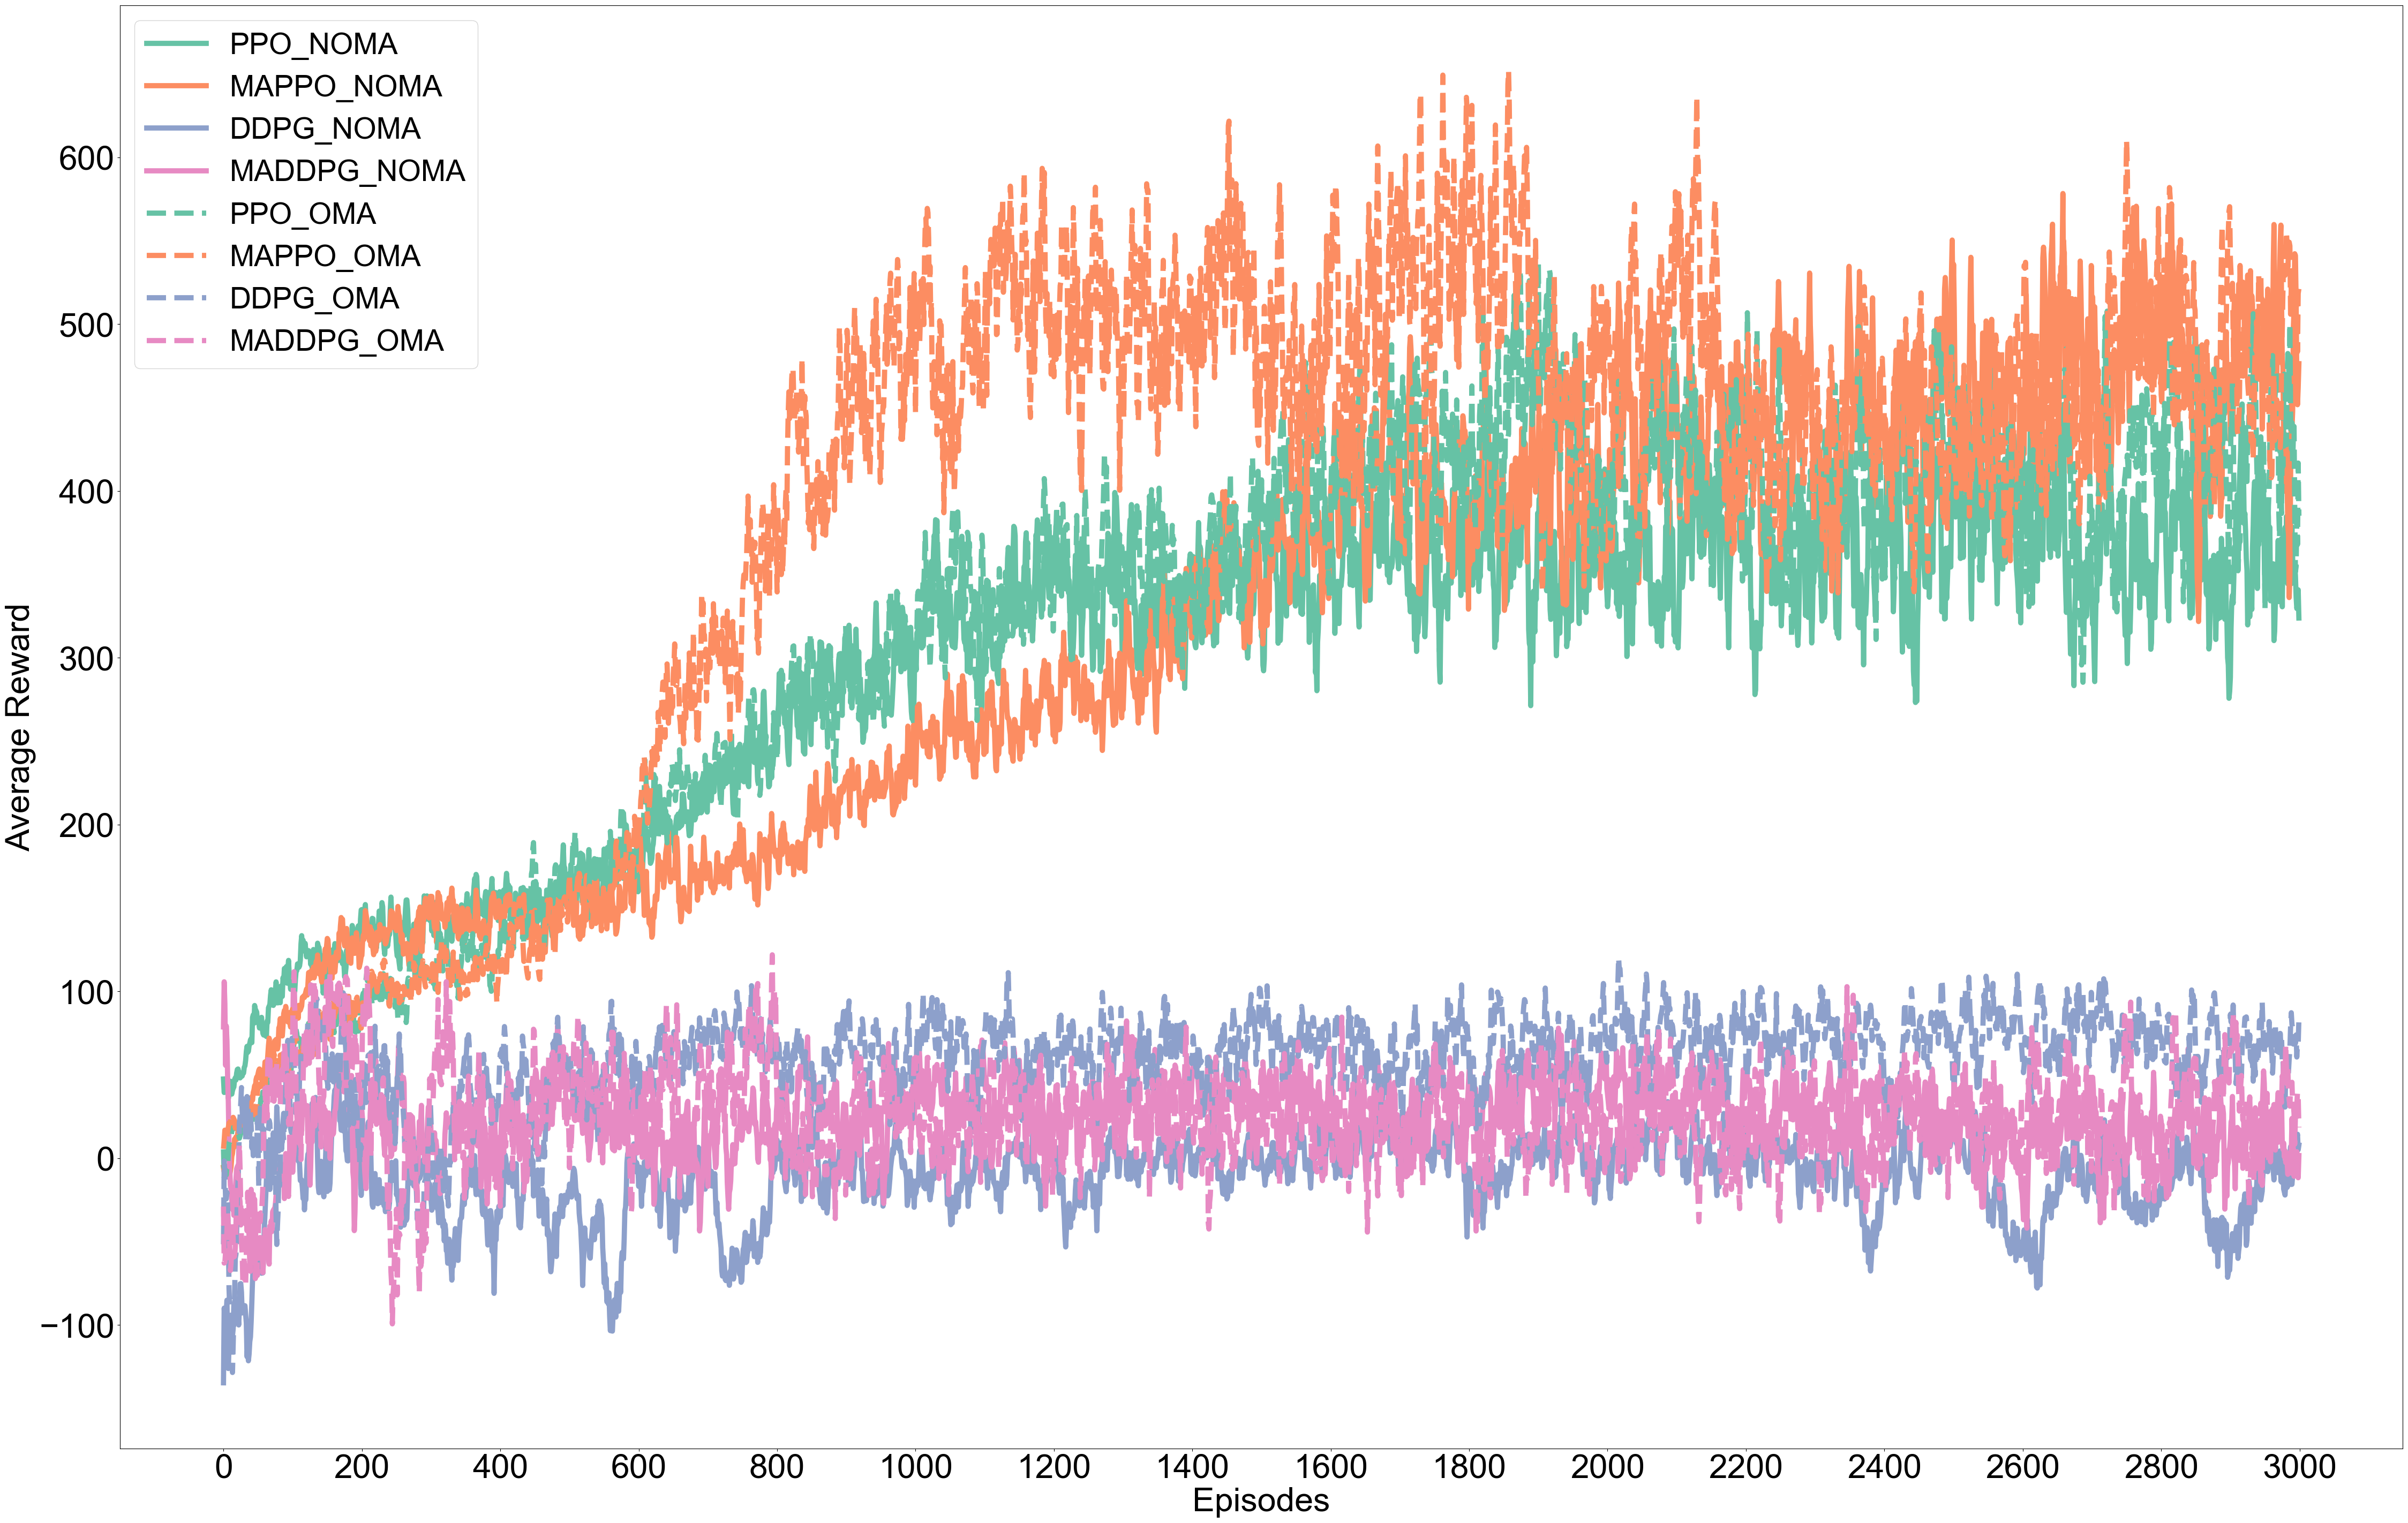 PPO_NOMA
MAPPO_NOMA
DDPG_NOMA
MADDPG_NOMA
PPO_OMA
MAPPO_OMA
DDPG_OMA
MADDPG_OMA
600
500
400
300
200
100
0
−100
Average Reward
0 200 400 600 800 1000 1200 1400 1600 1800 2000 2200 2400 2600 2800 3000
Episodes